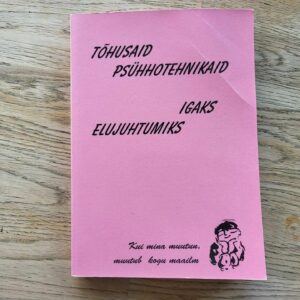 TÕHUSAID
PSÜHHOTEHNIKAID
IGAKS
ELUJUHTUMIKS
Kui mina muutun,
muutub kogu maailm